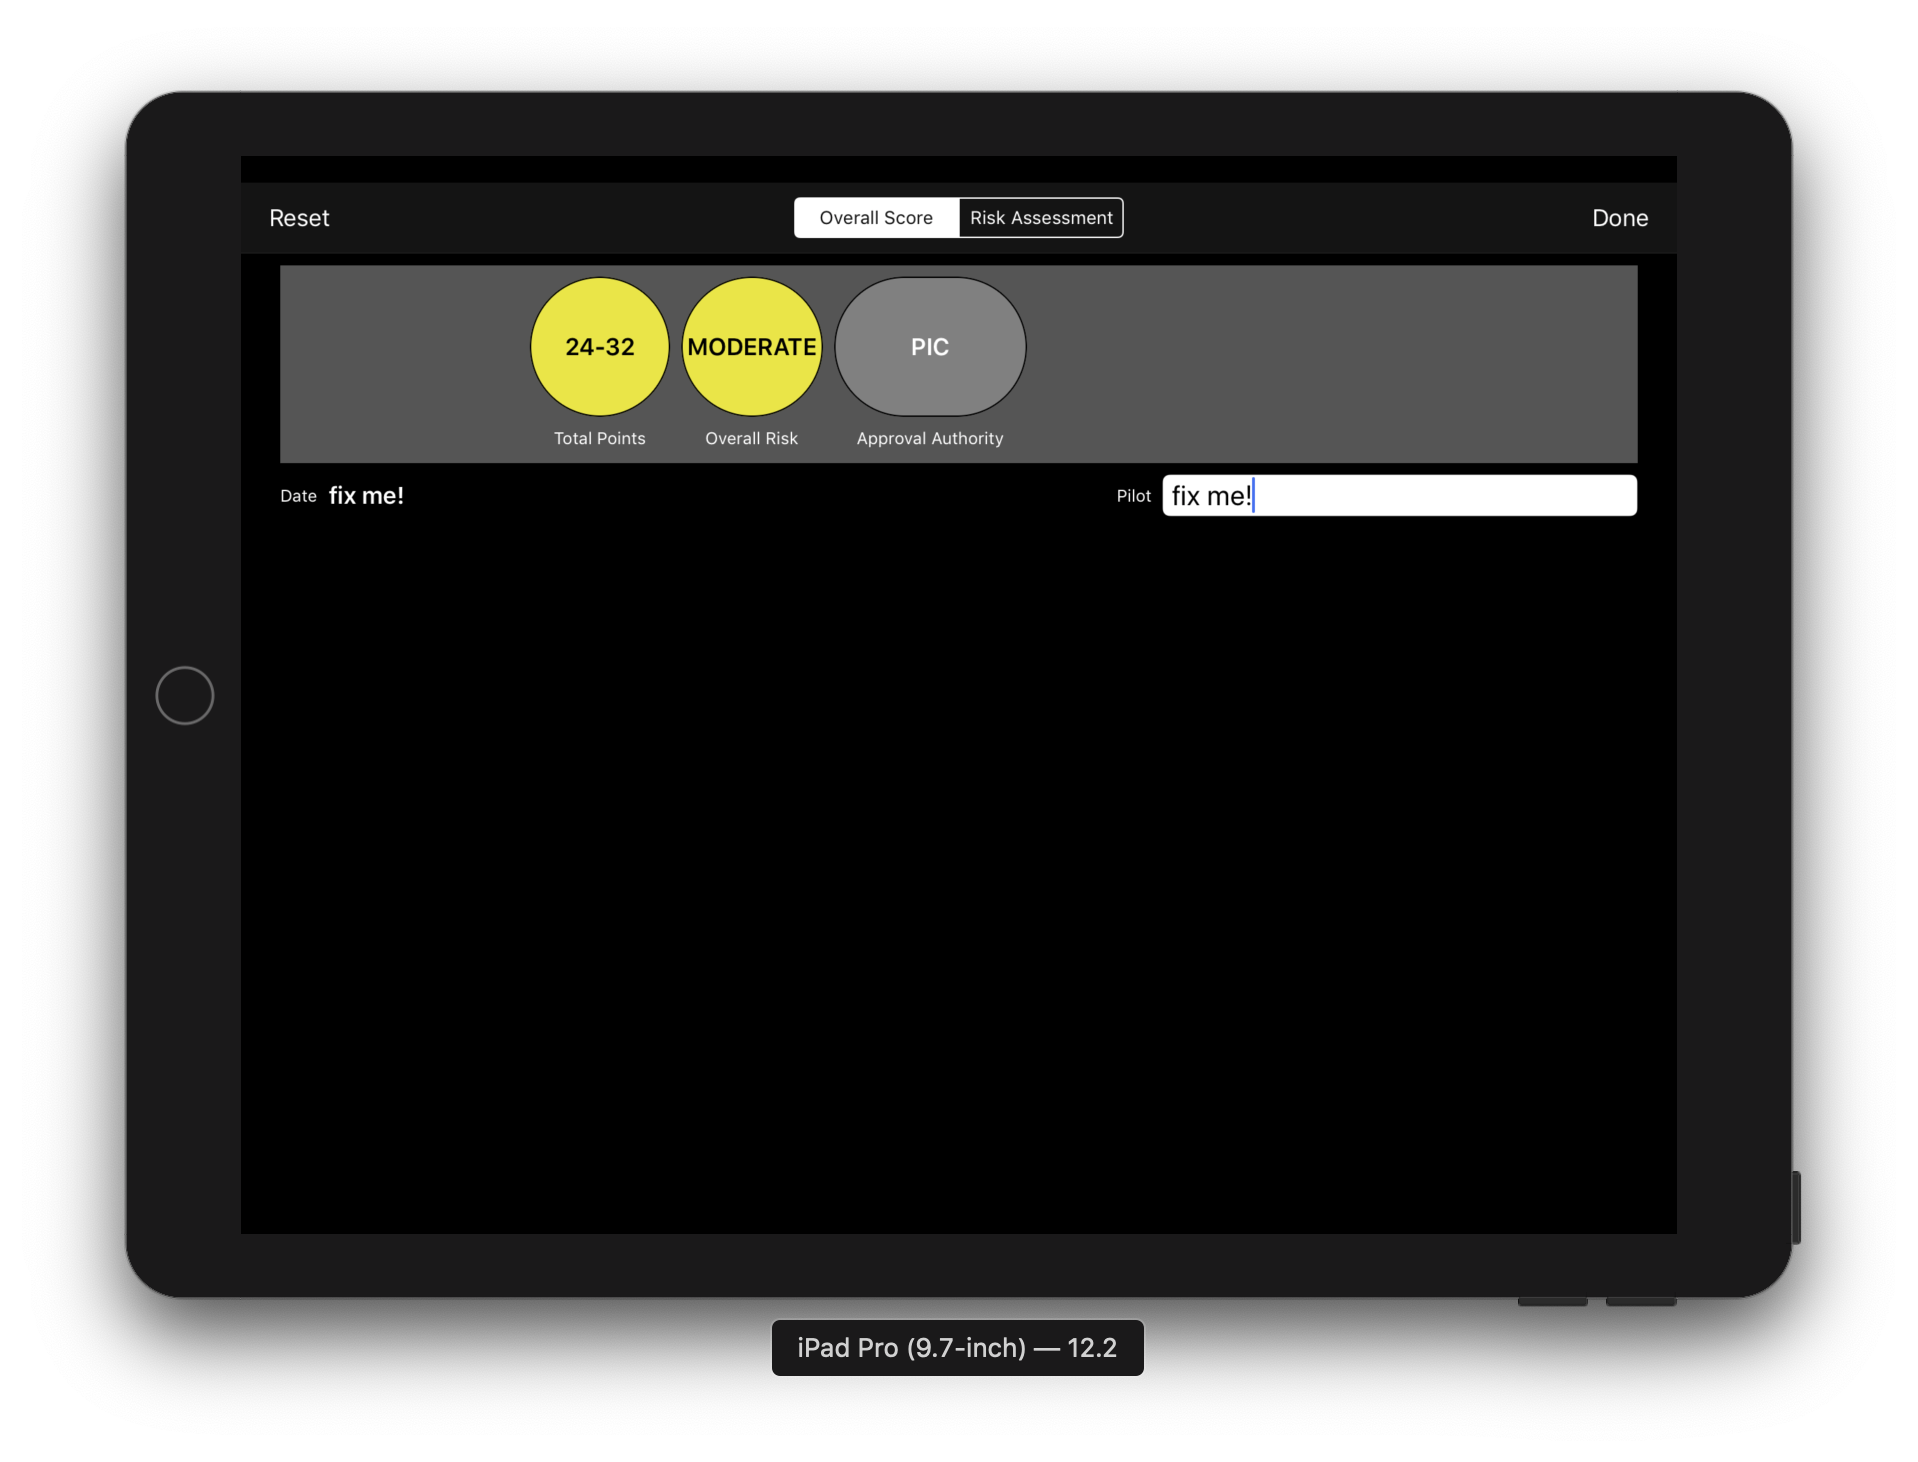 Reset
Overall Score
Risk Assessment
Done
24-32
MODERATE
PIC
Total Points
Overall Risk
Approval Authority
Date fix me!
Pilot fix me!
iPad Pro (9.7-inch) — 12.2